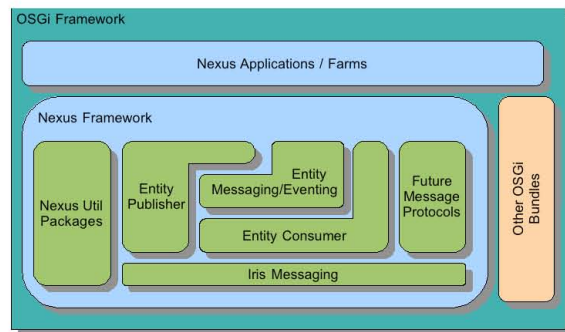 OSGi Framework
Nexus Applications / Farms
Nexus Framework
Nexus Util
Packages
Entity
Publisher
Entity
Messaging/Eventing
Entity Consumer
Future
Message
Protocols
Iris Messaging
Other OSGi
Bundles